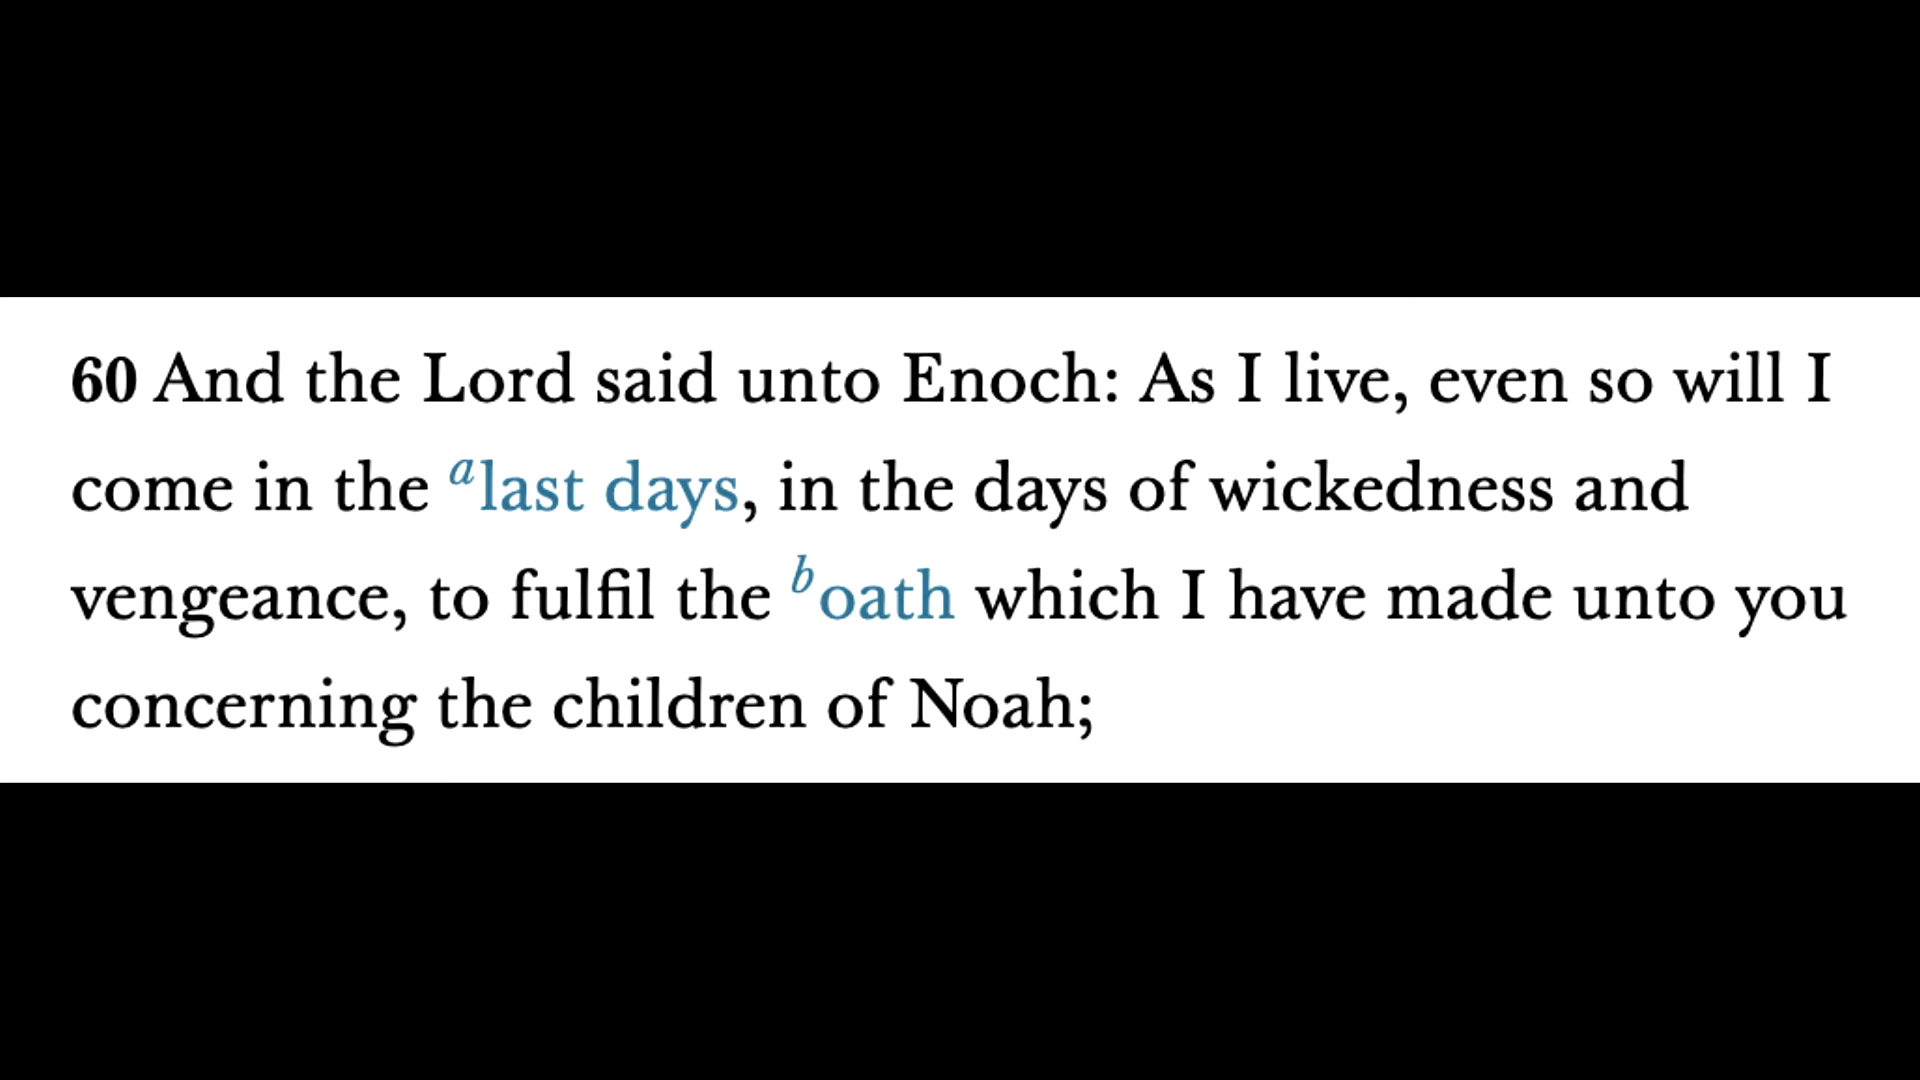 60 And the Lord said unto Enoch: As I live, even so will I
come in the a last days, in the days of wickedness and
vengeance, to fulfil the b oath which I have made unto you
concerning the children of Noah;